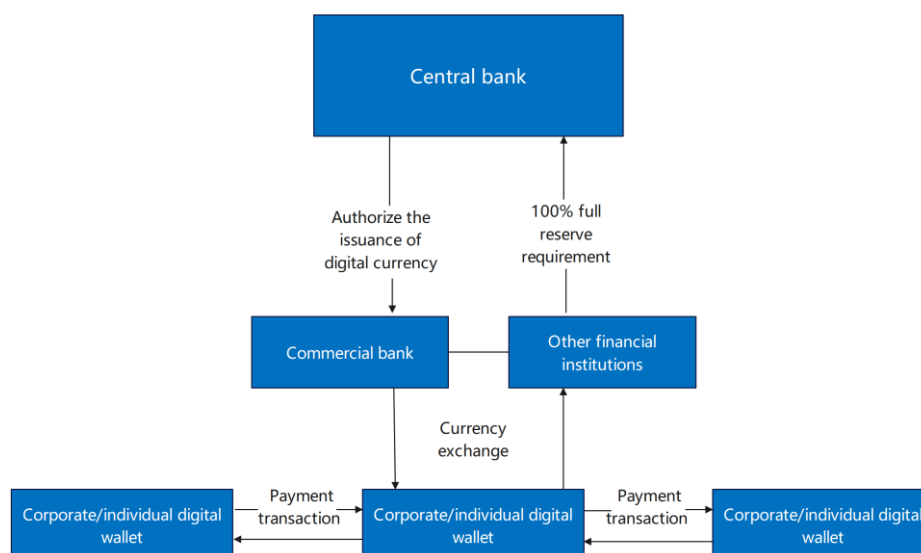 Central bank
Authorize the
issuance of
digital currency
100% full
reserve
requirement
Commercial bank
Other financial
institutions
Currency
exchange
Corporate/individual digital
wallet
Payment
transaction
Corporate/individual digital
wallet
Payment
transaction
Corporate/individual digital
wallet